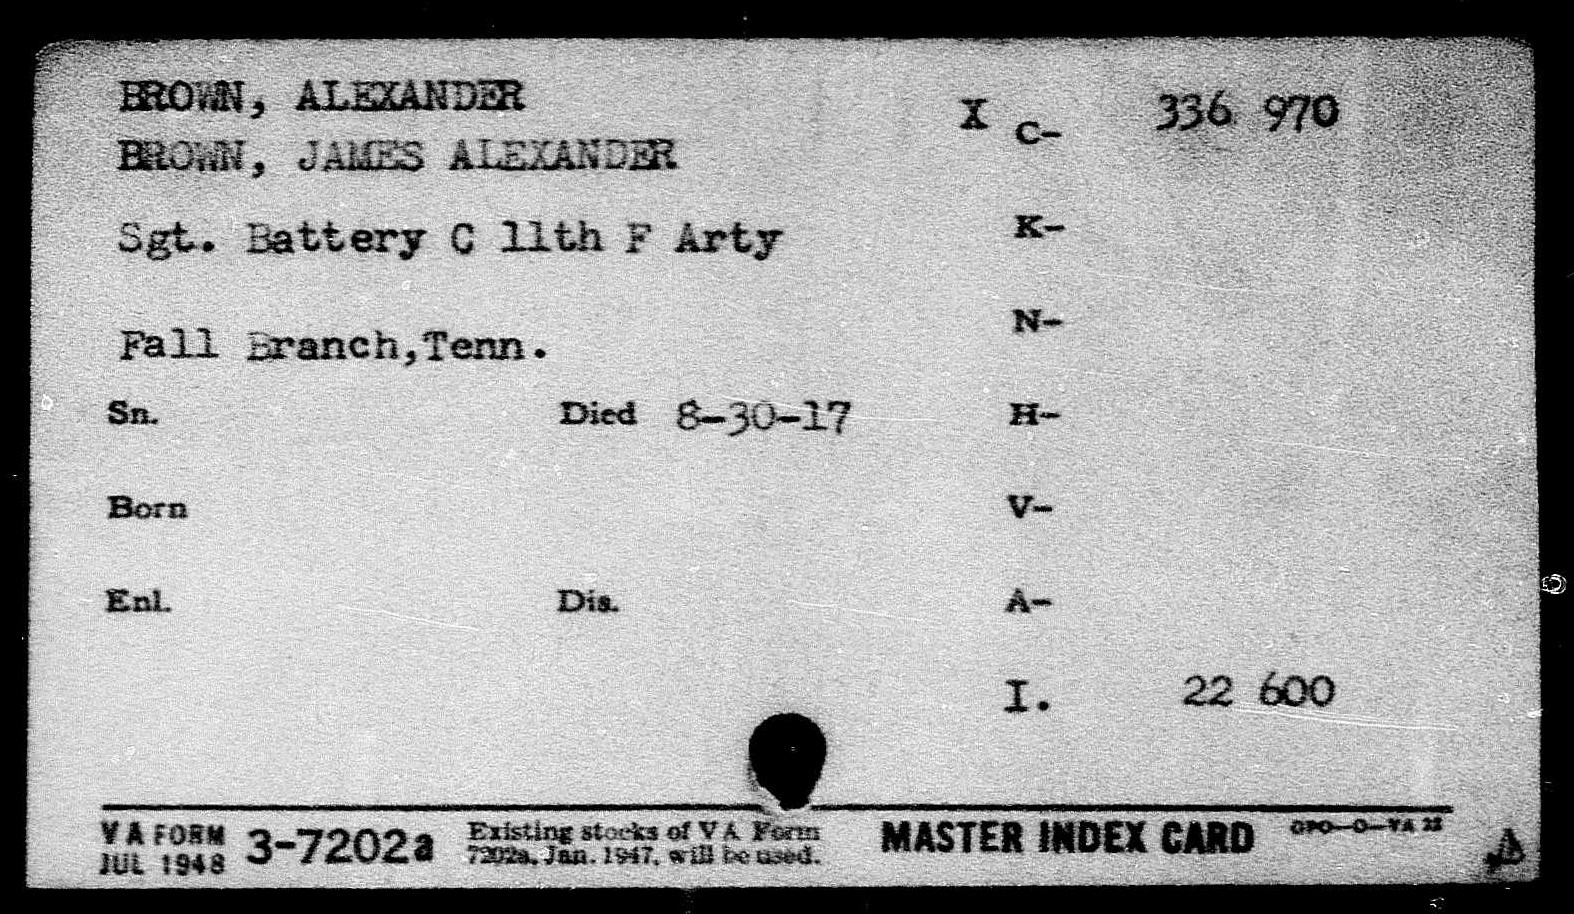 BROWN, ALEXANDER
BROWN, JAMES ALEXANDER
X C- 336 970
Sgt. Battery C 11th F Arty
K-
N-
Fall Branch,Tenn.
Sn. Died 8-30-17 H-
Born V-
Enl. Dis. A-
I. 22 600
VA FORM
JUL 1948 3-7202a
Existing stocks of VA Form
7202a, Jan. 1947, will be used.
MASTER INDEX CARD
GPO-O-VA 22